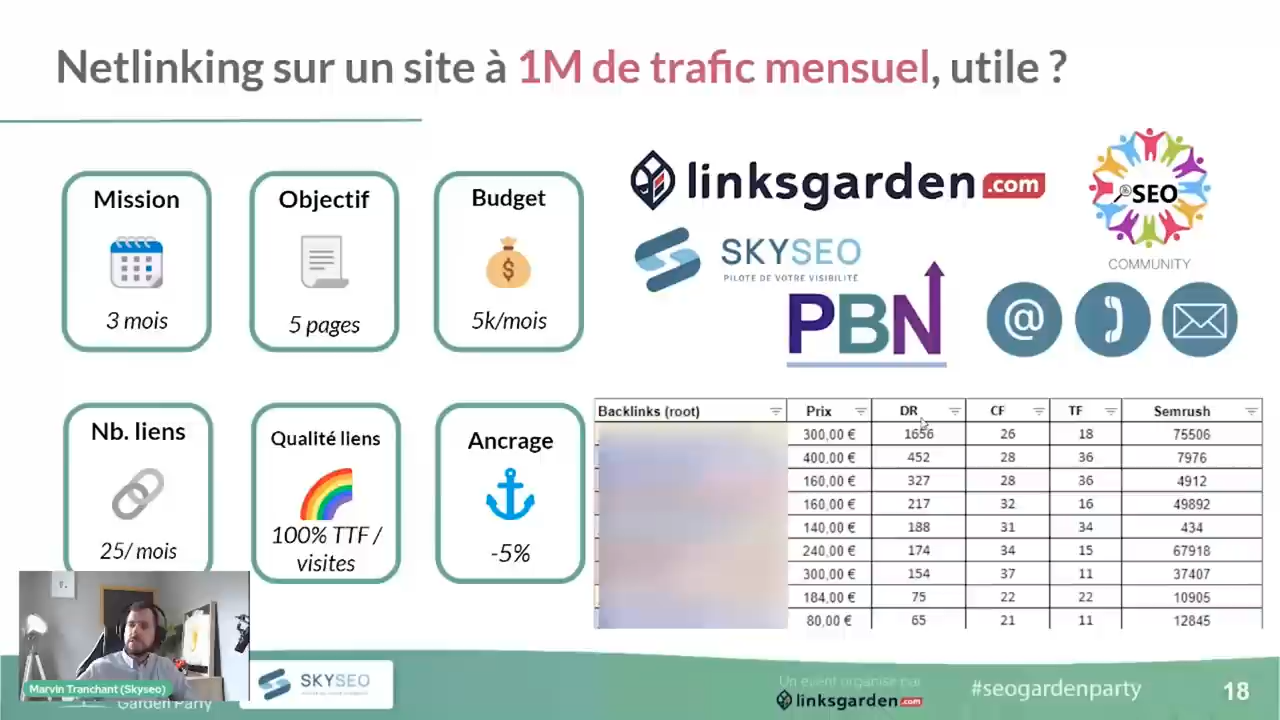 Netlinking sur un site à 1M de trafic mensuel, utile ?
Mission
3 mois
Objectif
5 pages
Budget
5k/mois
linksgarden.com
SEO
COMMUNITY
SKYSEO
PILOTE DE VOTRE VISIBILITÉ
PBN
@
Nb. liens
25/ mois
Qualité liens
100% TTF /
visites
Ancrage
-5%
Backlinks (root) Prix DR CF TF Semrush
300,00 € 1656 26 18 75506
400,00 € 452 28 36 7976
160,00 € 327 28 36 4912
160,00 € 217 32 16 49892
140,00 € 188 31 34 434
240,00 € 174 34 15 67918
300,00 € 154 37 11 37407
184,00 € 75 22 22 10905
80,00 € 65 21 11 12845
Marvin Tranchant (Skyseo)
Garden Party
SKYSEO
Un event organisé par
linksgarden.com
#seogardenparty
18